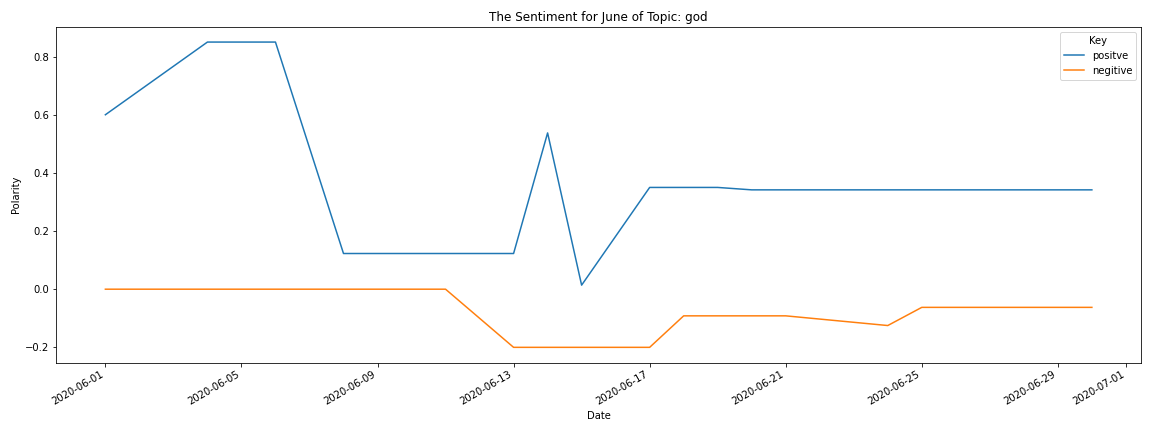 The Sentiment for June of Topic: god
Key
positve
negitive
0.8
0.6
0.4
0.2
0.0
−0.2
Polarity
2020-06-01
2020-06-05
2020-06-09
2020-06-13
2020-06-17
2020-06-21
2020-06-25
2020-06-29
2020-07-01
Date